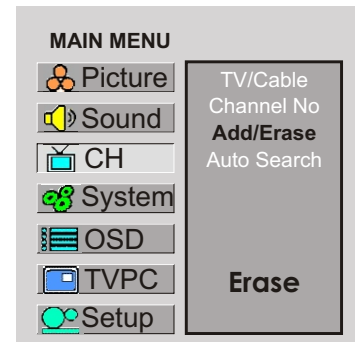 MAIN MENU
Picture
Sound
CH
System
OSD
TVPC
Setup
TV/Cable
Channel No
Add/Erase
Auto Search
Erase